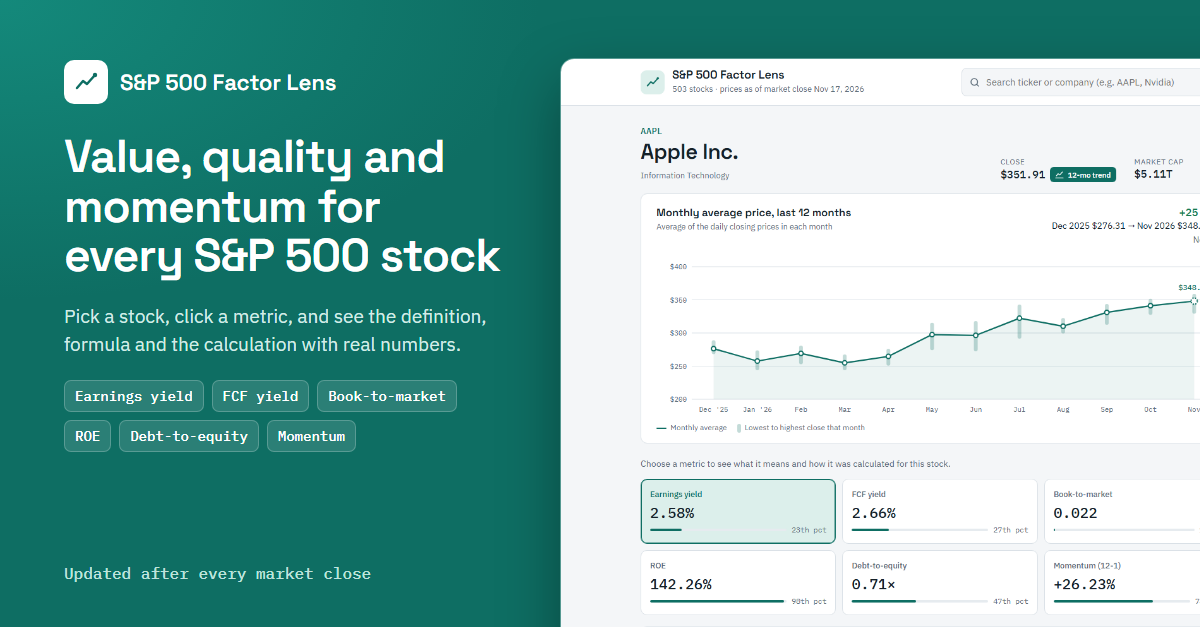 S&P 500 Factor Lens
Value, quality and
momentum for
every S&P 500 stock
Pick a stock, click a metric, and see the definition,
formula and the calculation with real numbers.
Earnings yield
FCF yield
Book-to-market
ROE
Debt-to-equity
Momentum
Updated after every market close
S&P 500 Factor Lens
503 stocks · prices as of market close Nov 17, 2026
Search ticker or company (e.g. AAPL, Nvidia)
AAPL
Apple Inc.
Information Technology
CLOSE
$351.91
12-mo trend
MARKET CAP
$5.11T
Monthly average price, last 12 months
Average of the daily closing prices in each month
+25
Dec 2025 $276.31 → Nov 2026 $348.
$400
$350
$300
$250
$200
$348.
Dec '25
Jan '26
Feb
Mar
Apr
May
Jun
Jul
Aug
Sep
Oct
Nov
Monthly average
Lowest to highest close that month
Choose a metric to see what it means and how it was calculated for this stock.
Earnings yield
2.58%
23th pct
FCF yield
2.66%
27th pct
Book-to-market
0.022
ROE
142.26%
98th pct
Debt-to-equity
0.71×
47th pct
Momentum (12-1)
+26.23%